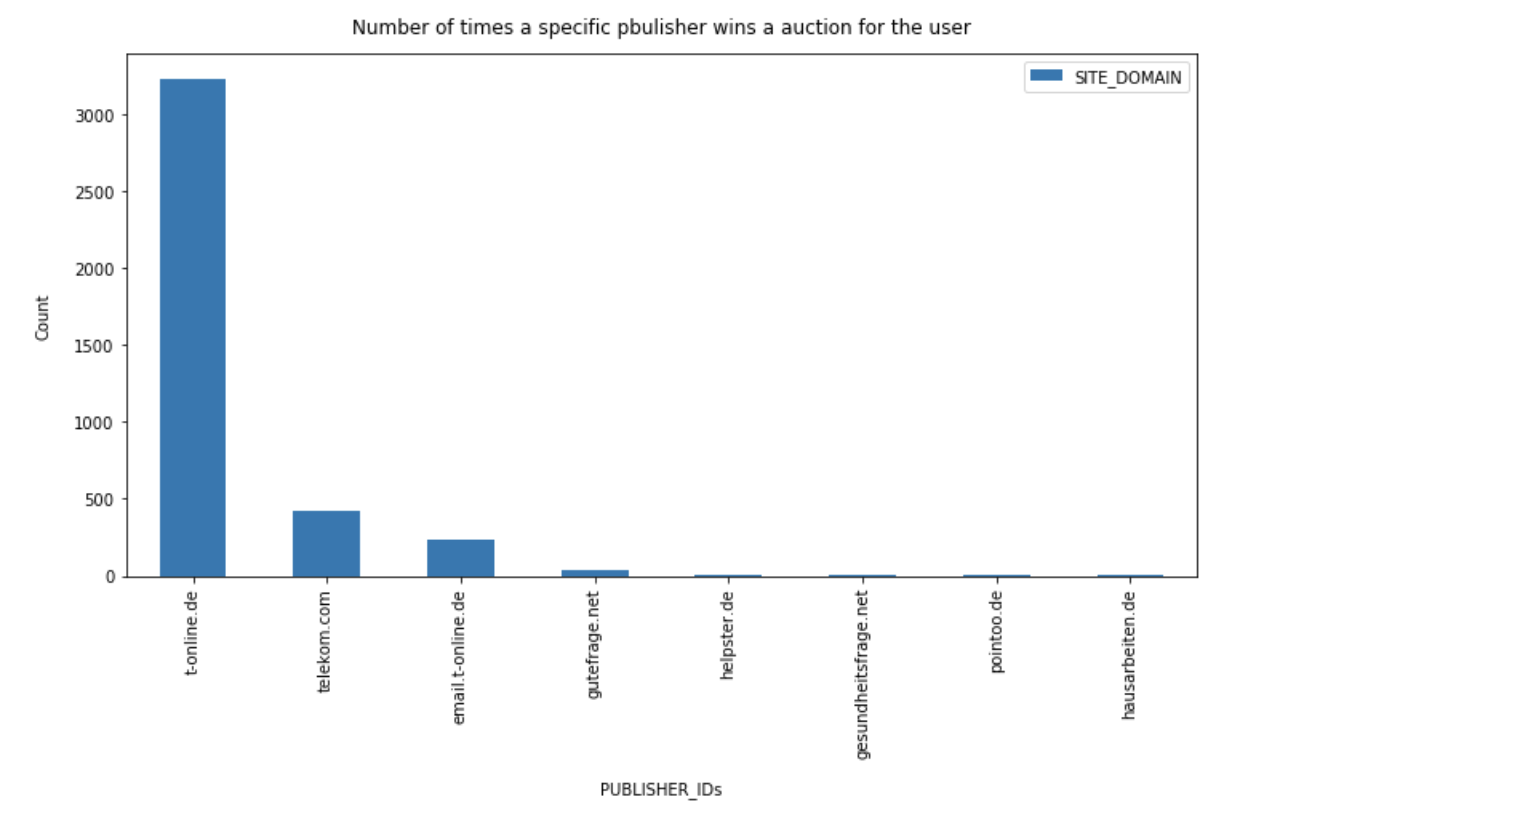 Number of times a specific pbulisher wins a auction for the user
SITE_DOMAIN
3000
2500
2000
1500
1000
500
0
Count
t-online.de
telekom.com
email.t-online.de
gutefrage.net
helpster.de
gesundheitsfrage.net
pointoo.de
hausarbeiten.de
PUBLISHER_IDs